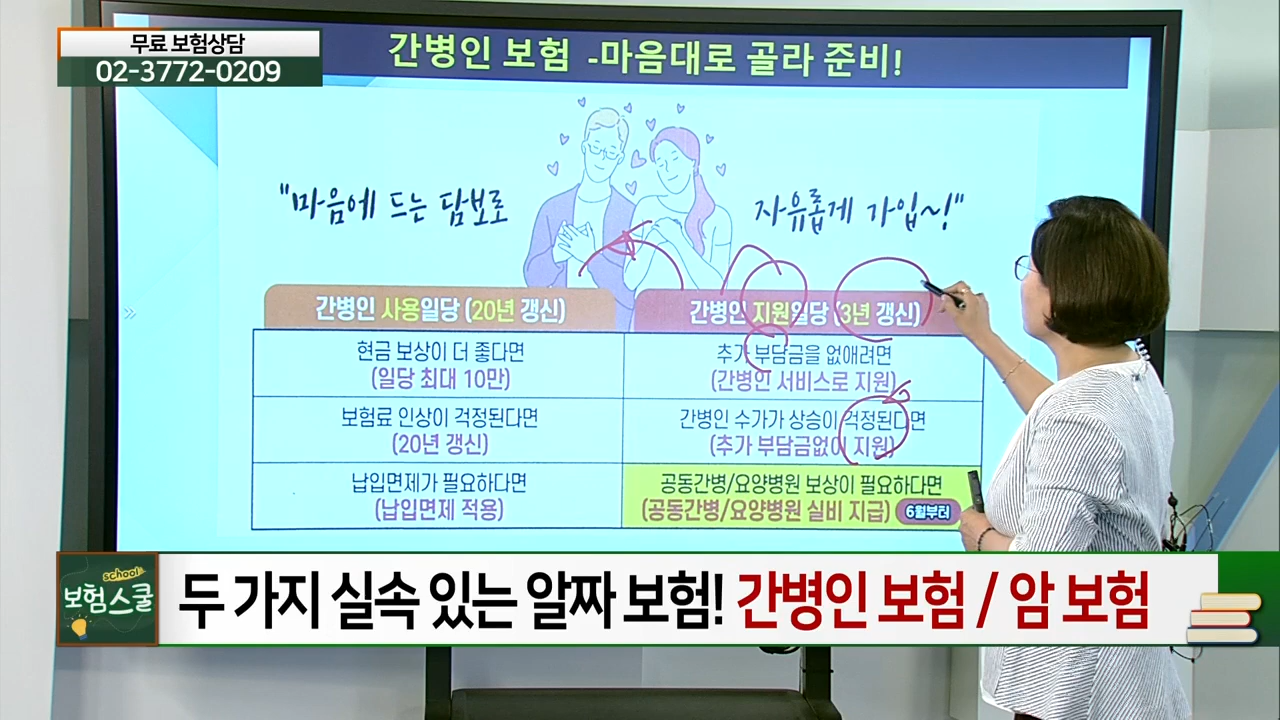 무료 보험상담
02-3772-0209
간병인 보험 -마음대로 골라 준비!
"마음에 드는 담보로
자유롭게 가입~!"
간병인 사용일당 (20년 갱신)
간병인 지원일당 (3년 갱신)
현금 보상이 더 좋다면
(일당 최대 10만)
추가 부담금을 없애려면
(간병인 서비스로 지원)
보험료 인상이 걱정된다면
(20년 갱신)
간병인 수가가 상승이 걱정된다면
(추가 부담금없이 지원)
납입면제가 필요하다면
(납입면제 적용)
공동간병/요양병원 보상이 필요하다면
(공동간병/요양병원 실비 지급) 6월부터
school
보험스쿨
두 가지 실속 있는 알짜 보험! 간병인 보험 / 암 보험